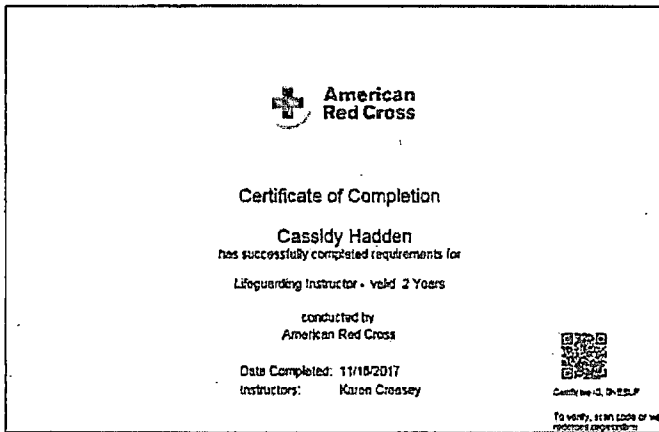 American
Red Cross
Certificate of Completion
Cassidy Hadden
has successfully completed requirements for
Lifeguarding Instructor - valid 2 Years
conducted by
American Red Cross
Date Completed: 11/18/2017
Instructors: Karen Creasey
To verify, scan code or